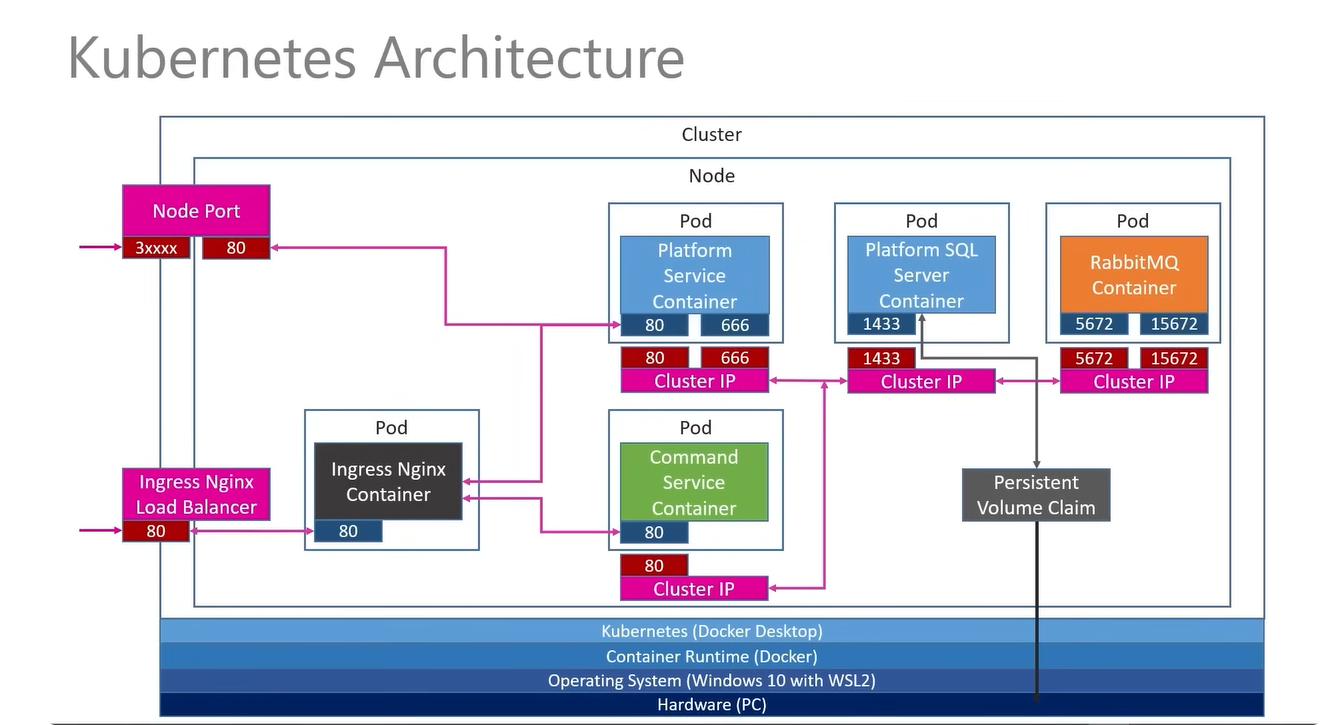 Kubernetes Architecture
Cluster
Node
Node Port
3xxxx
80
Pod
Platform
Service
Container
80
666
80
666
Cluster IP
Pod
Platform SQL
Server
Container
1433
1433
Cluster IP
Pod
RabbitMQ
Container
5672
15672
5672
15672
Cluster IP
Ingress Nginx
Load Balancer
80
Pod
Ingress Nginx
Container
80
Pod
Command
Service
Container
80
80
Cluster IP
Persistent
Volume Claim
Kubernetes (Docker Desktop)
Container Runtime (Docker)
Operating System (Windows 10 with WSL2)
Hardware (PC)